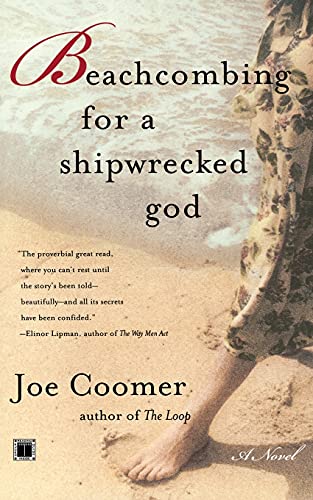 Beachcombing
for a
shipwrecked
god
"The proverbial great read,
where you can't rest until
the story's been told—
beautifully—and all its secrets
have been confided."
—Elinor Lipman, author of The Way Men Act
Joe Coomer
author of The Loop
A Novel